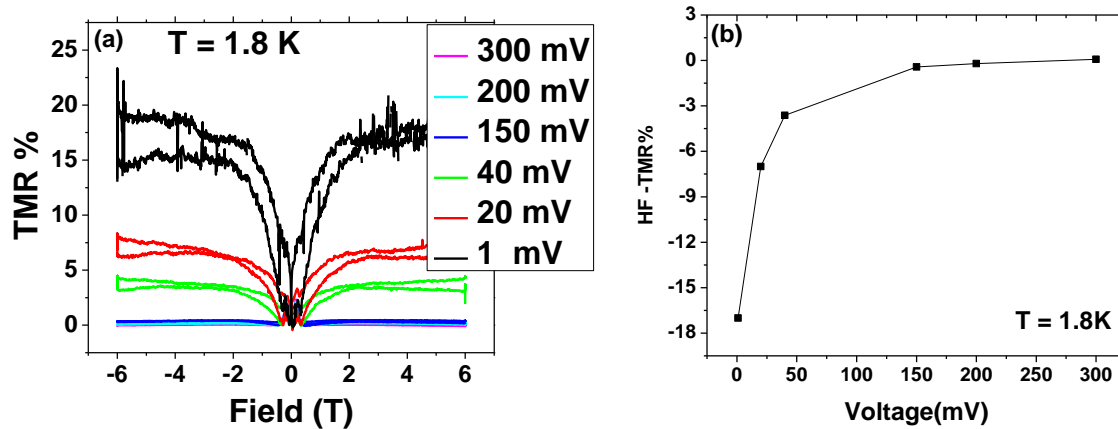 (a) T = 1.8 K
300 mV
200 mV
150 mV
40 mV
20 mV
1 mV
TMR %
25
20
15
10
5
0
-6 -4 -2 0 2 4 6
Field (T)
(b)
HF -TMR%
3
0
-3
-6
-9
-12
-15
-18
T = 1.8K
0 50 100 150 200 250 300
Voltage(mV)